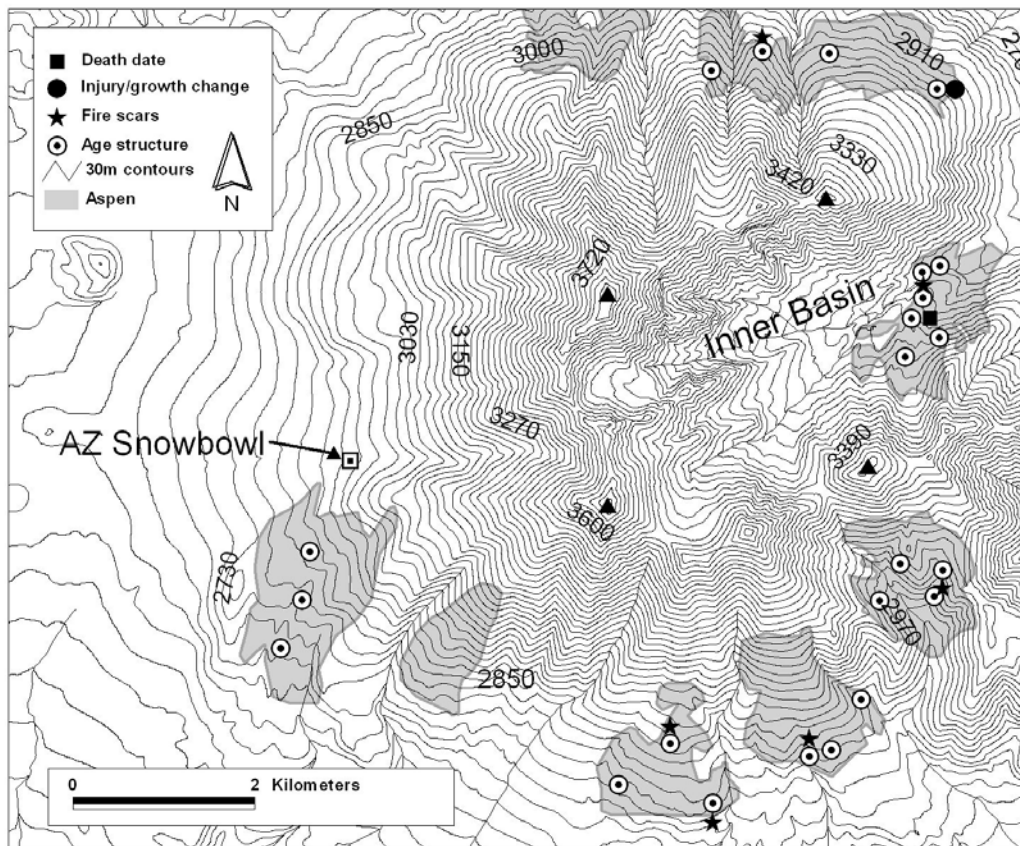 Death date
Injury/growth change
Fire scars
Age structure
30m contours
Aspen
N
3000
2910
2850
3330
3420
3720
Inner Basin
3030
3150
3270
AZ Snowbowl
3390
3600
2730
2970
2850
0 2 Kilometers